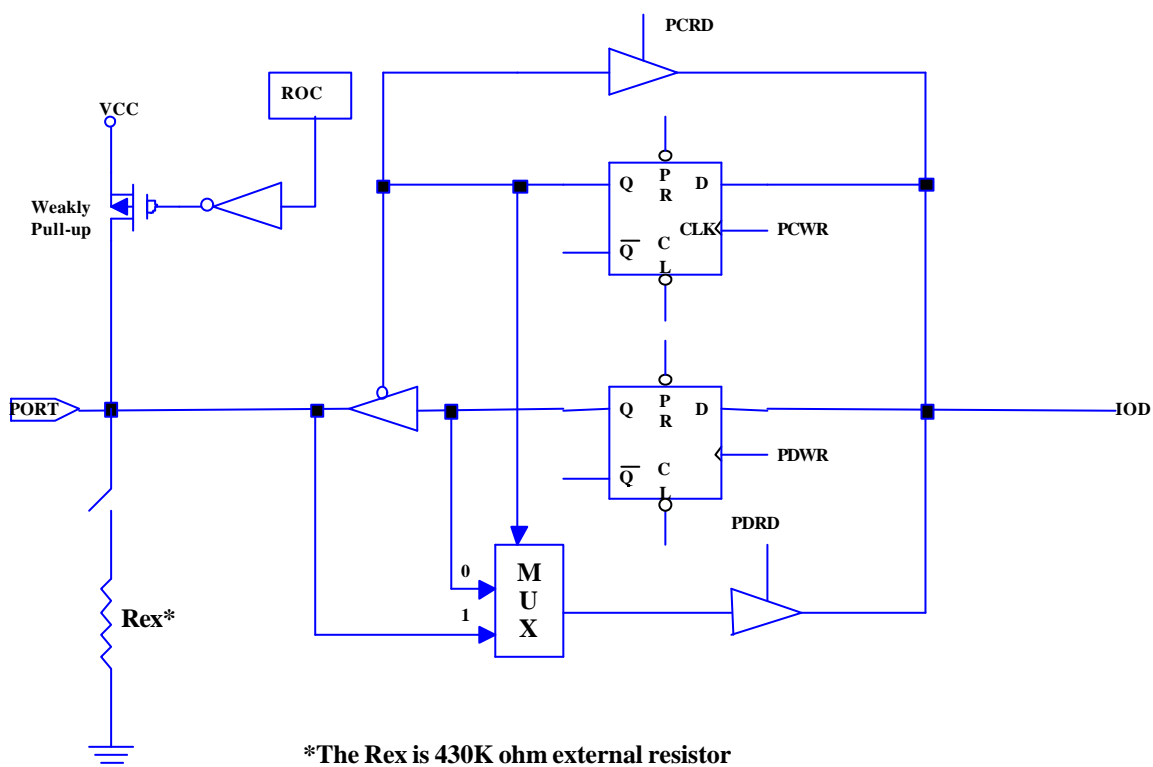 PCRD
ROC
VCC
Weakly
Pull-up
Q
P
R
D
CLK
PCWR
Q
C
L
PORT
Q
P
R
D
IOD
PDWR
Q
C
L
PDRD
0
1
M
U
X
Rex*
*The Rex is 430K ohm external resistor